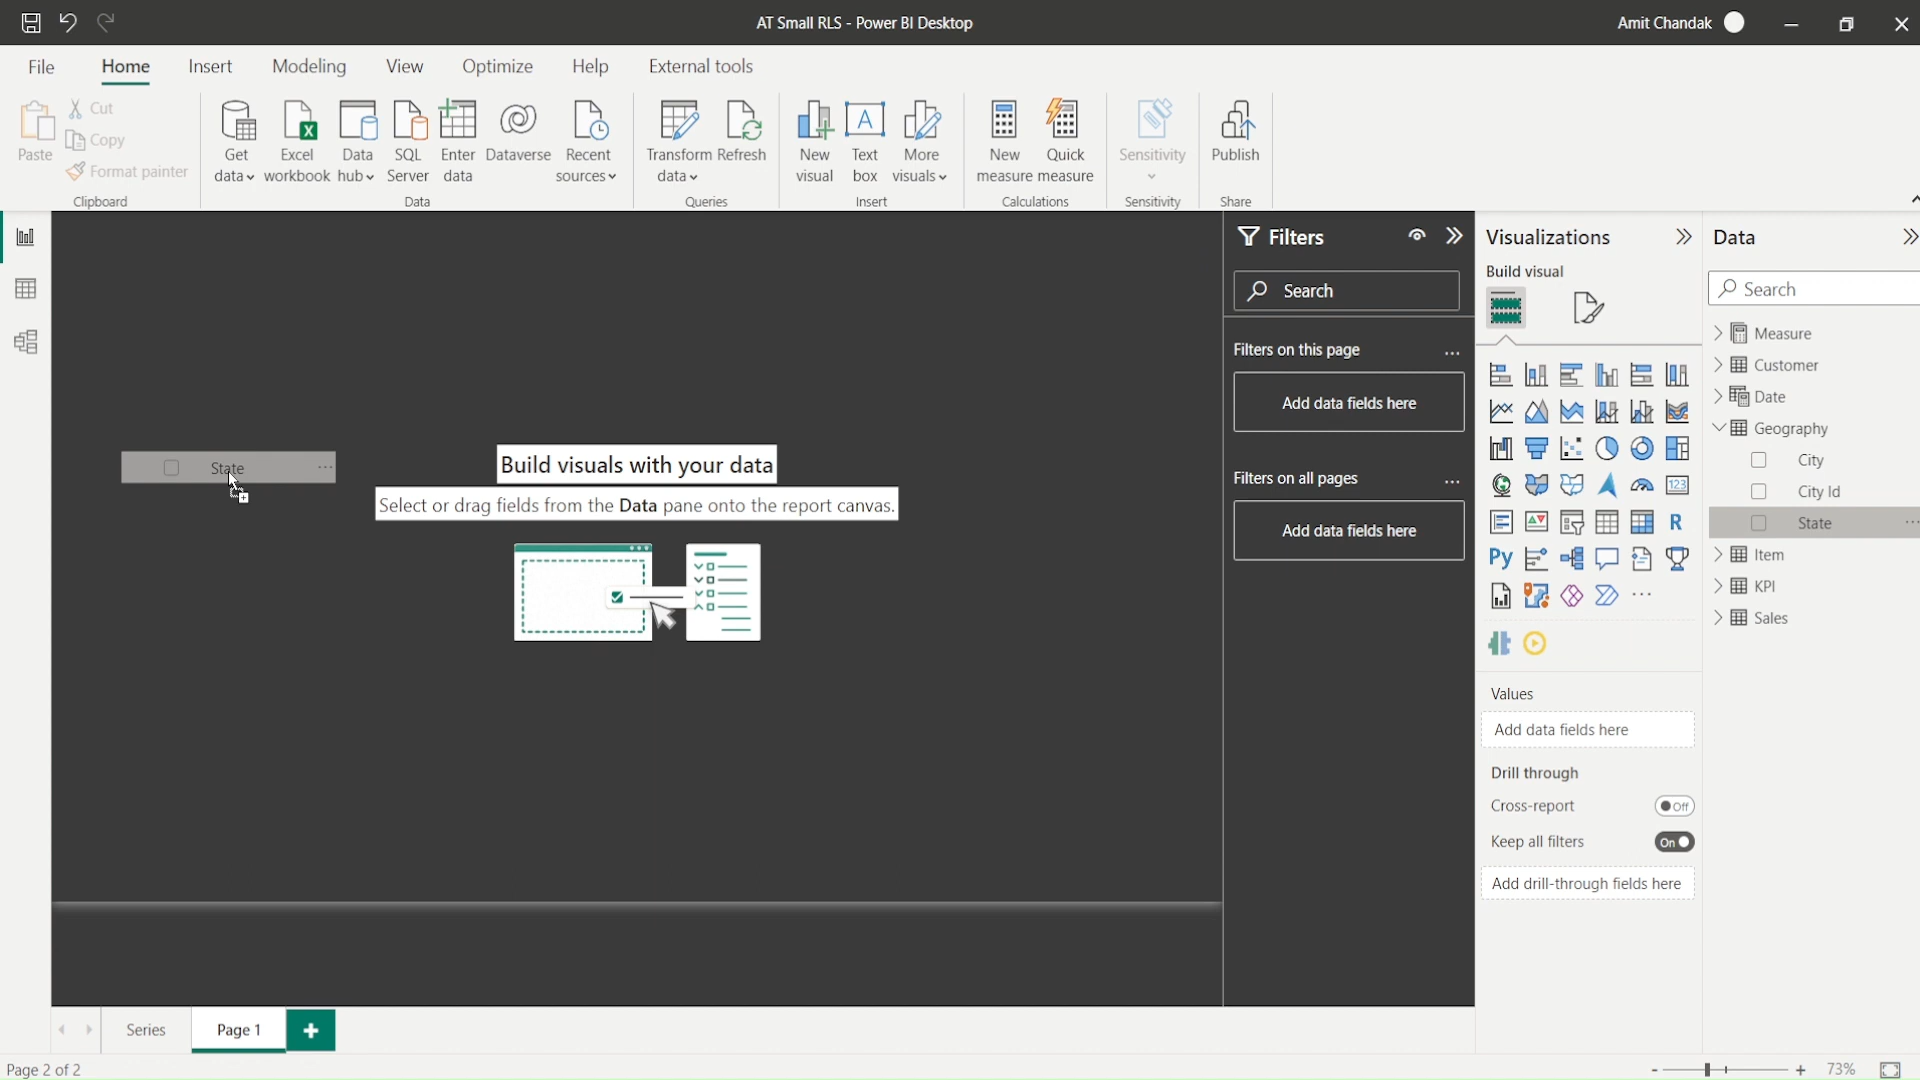 AT Small RLS - Power BI Desktop
Amit Chandak
File Home Insert Modeling View Optimize Help External tools
Paste
Cut
Copy
Format painter
Clipboard
Get data
Excel workbook
Data hub
SQL Server
Enter data
Dataverse
Recent sources
Data
Transform data
Refresh
Queries
New visual
Text box
More visuals
Insert
New measure
Quick measure
Calculations
Sensitivity
Sensitivity
Publish
Share
State
Build visuals with your data
Select or drag fields from the Data pane onto the report canvas.
Filters
Search
Filters on this page
...
Add data fields here
Filters on all pages
...
Add data fields here
Visualizations
Build visual
123
R
Py
...
Values
Add data fields here
Drill through
Cross-report
Off
Keep all filters
On
Add drill-through fields here
Data
Search
Measure
Customer
Date
Geography
City
City Id
State
Item
KPI
Sales
Series
Page 1
+
Page 2 of 2
- + 73%